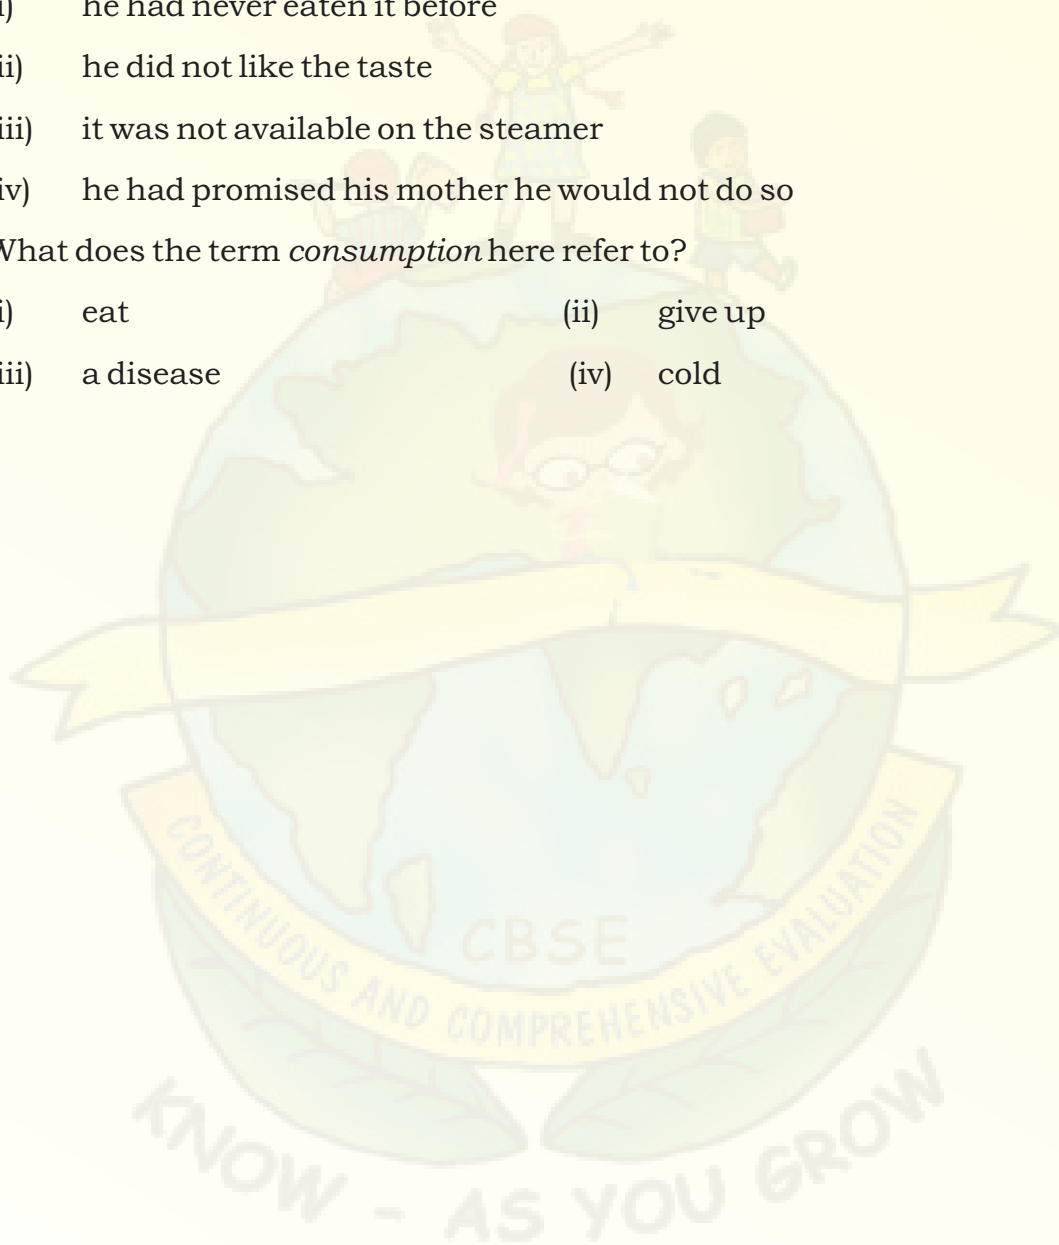 i) he had never eaten it before
ii) he did not like the taste
iii) it was not available on the steamer
iv) he had promised his mother he would not do so
What does the term consumption here refer to?
i) eat (ii) give up
iii) a disease (iv) cold
CBSE
CONTINUOUS AND COMPREHENSIVE EVALUATION
KNOW - AS YOU GROW